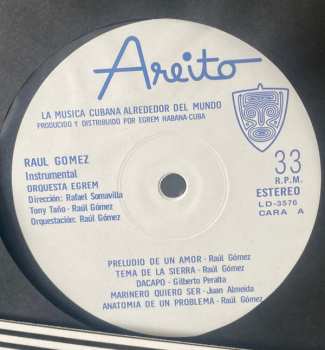 Areito
LA MUSICA CUBANA ALREDEDOR DEL MUNDO
PRODUCIDO Y DISTRIBUIDO POR EGREM HABANA-CUBA
RAUL GOMEZ
Instrumental
ORQUESTA EGREM
Dirección: Rafael Somavilla
Tony Taño - Raúl Gómez
Orquestación: Raúl Gómez
33
R.P.M.
ESTEREO
LD-3576
CARA A
PRELUDIO DE UN AMOR - Raúl Gómez
TEMA DE LA SIERRA - Raúl Gómez
DACAPO - Gilberto Peralta
MARINERO QUIERO SER - Juan Almeida
ANATOMIA DE UN PROBLEMA - Raúl Gómez